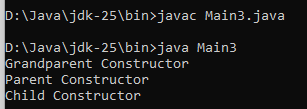 D:\Java\jdk-25\bin>javac Main3.java
D:\Java\jdk-25\bin>java Main3
Grandparent Constructor
Parent Constructor
Child Constructor